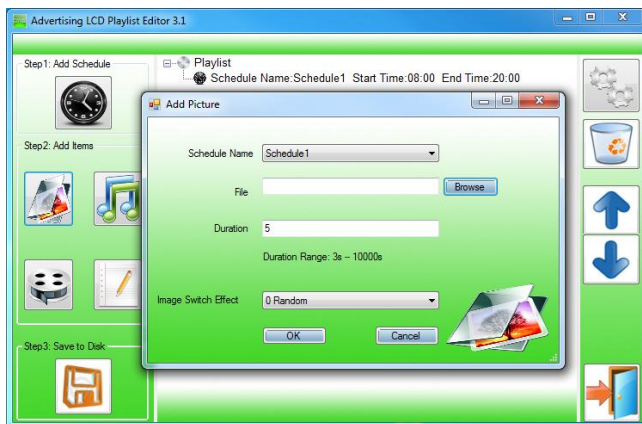 Advertising LCD Playlist Editor 3.1
Step1: Add Schedule
Playlist
Schedule Name:Schedule1 Start Time:08:00 End Time:20:00
Add Picture
Schedule Name
Schedule1
File
Browse
Step2: Add Items
Duration
5
Duration Range: 3s -- 10000s
Image Switch Effect
0 Random
OK
Cancel
Step3: Save to Disk